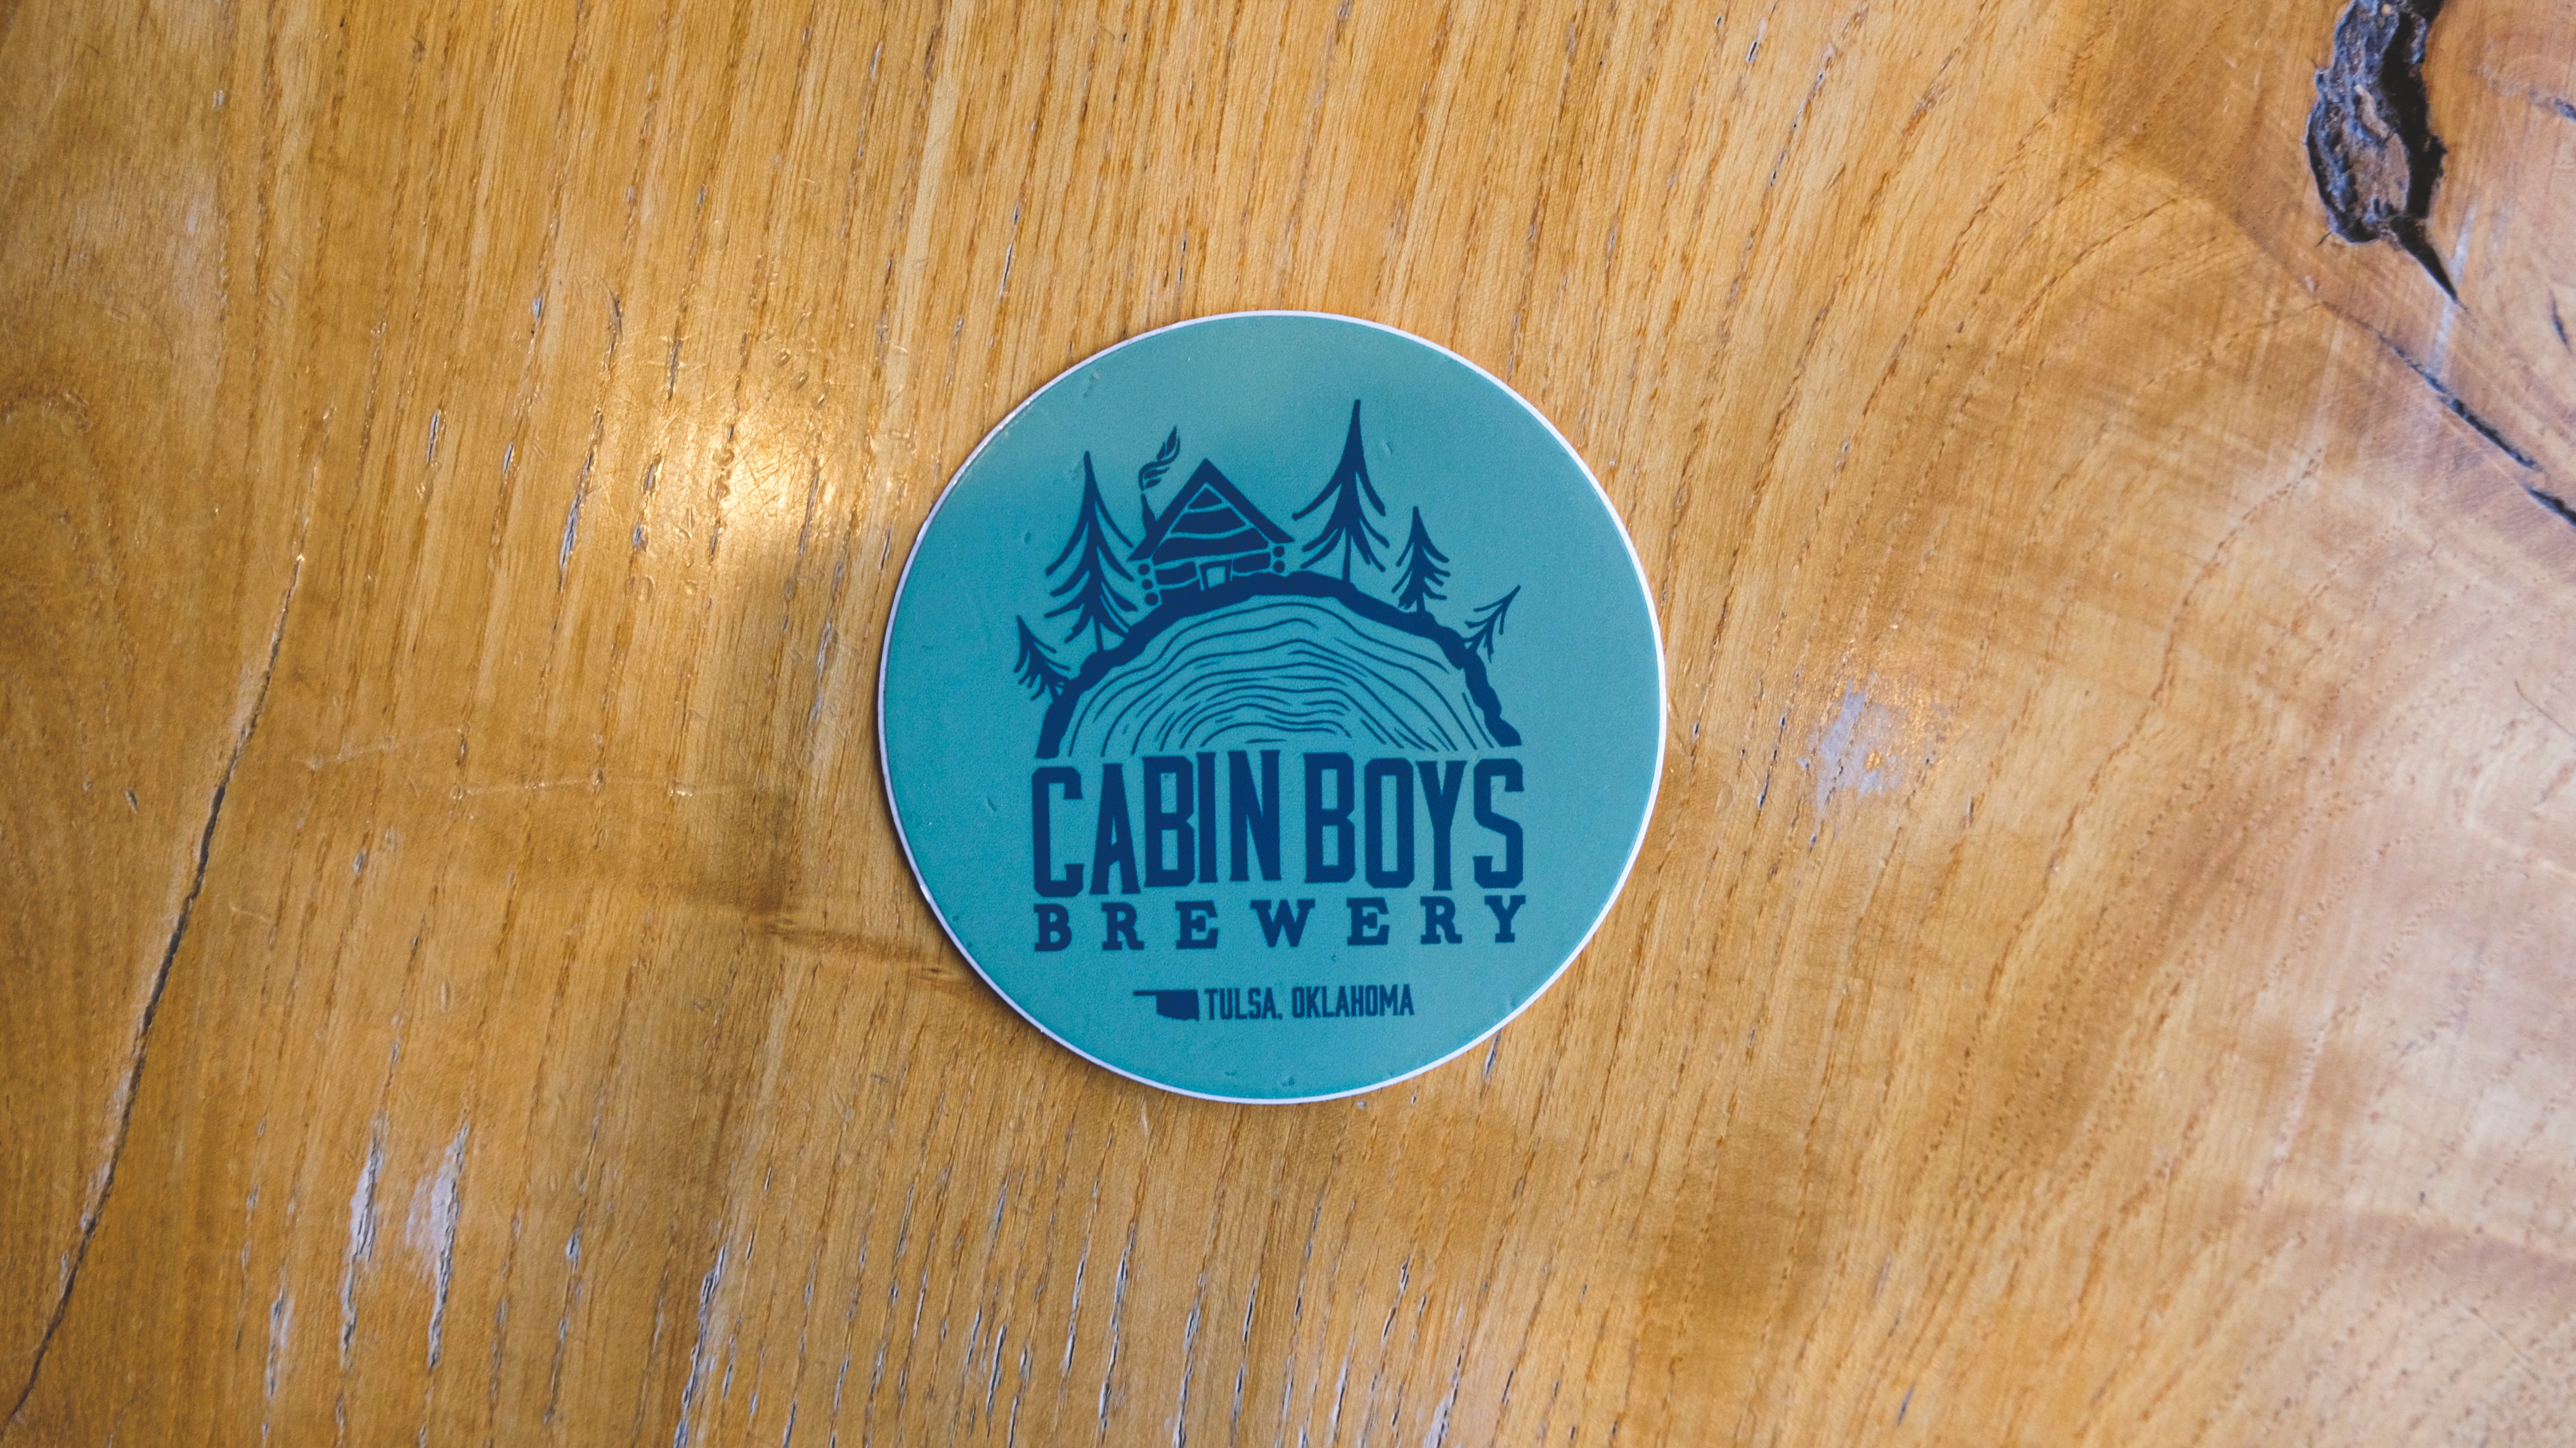 CABIN BOYS
BREWERY
TULSA, OKLAHOMA